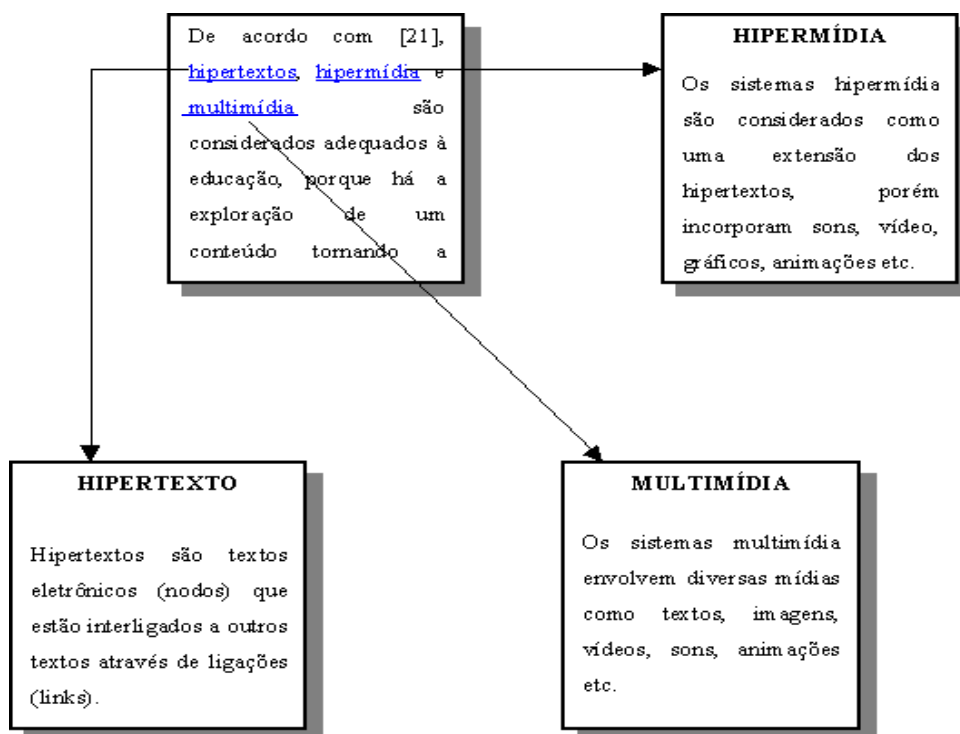 De acordo com [21],
hipertextos, hipermídia e
multimídia são
considerados adequados à
educação, porque há a
exploração de um
conteúdo tornando a
HIPERMÍDIA
Os sistemas hipermídia
são considerados como
uma extensão dos
hipertextos, porém
incorporam sons, vídeo,
gráficos, animações etc.
HIPERTEXTO
Hipertextos são textos
eletrônicos (nodos) que
estão interligados a outros
textos através de ligações
(links).
MULTIMÍDIA
Os sistemas multimídia
envolvem diversas mídias
como textos, imagens,
vídeos, sons, animações
etc.